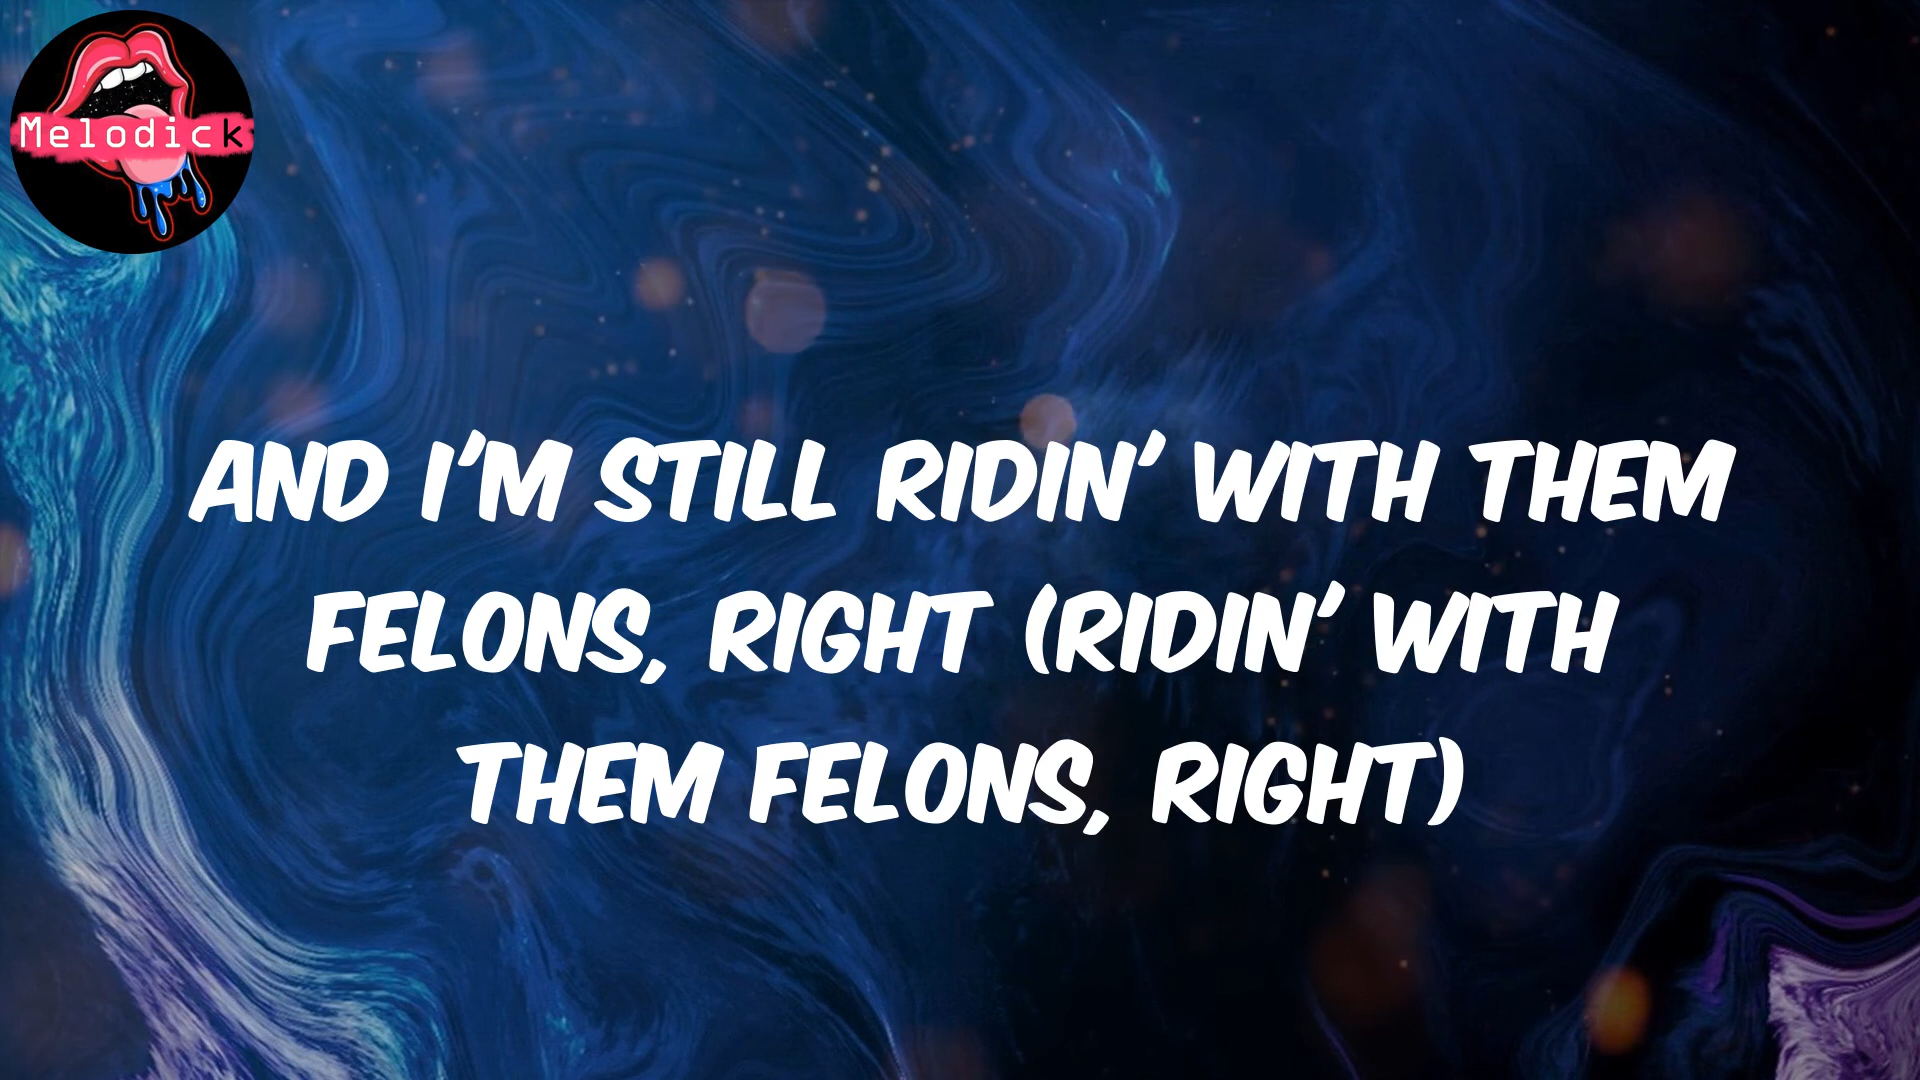 Melodick
AND I'M STILL RIDIN' WITH THEM
FELONS, RIGHT (RIDIN' WITH
THEM FELONS, RIGHT)